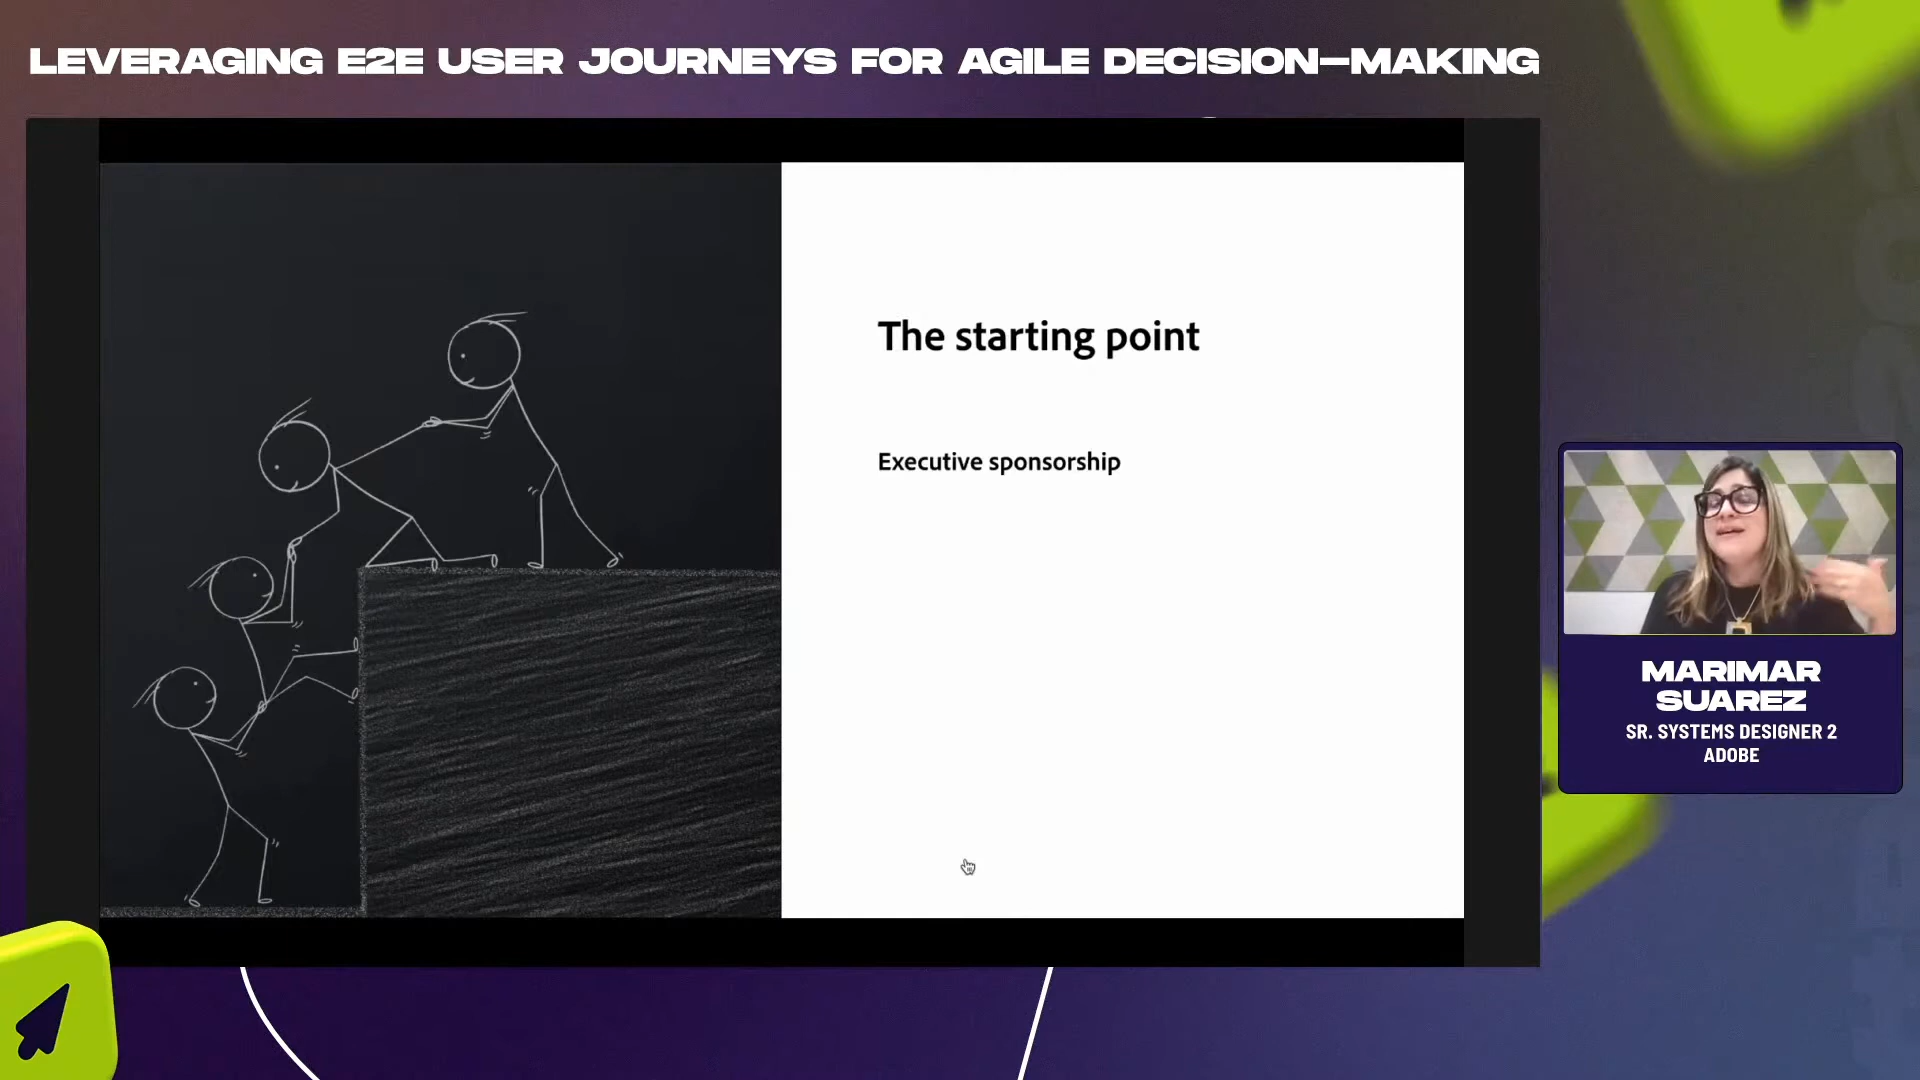 LEVERAGING E2E USER JOURNEYS FOR AGILE DECISION—MAKING
The starting point
Executive sponsorship
MARIMAR
SUAREZ
SR. SYSTEMS DESIGNER 2
ADOBE